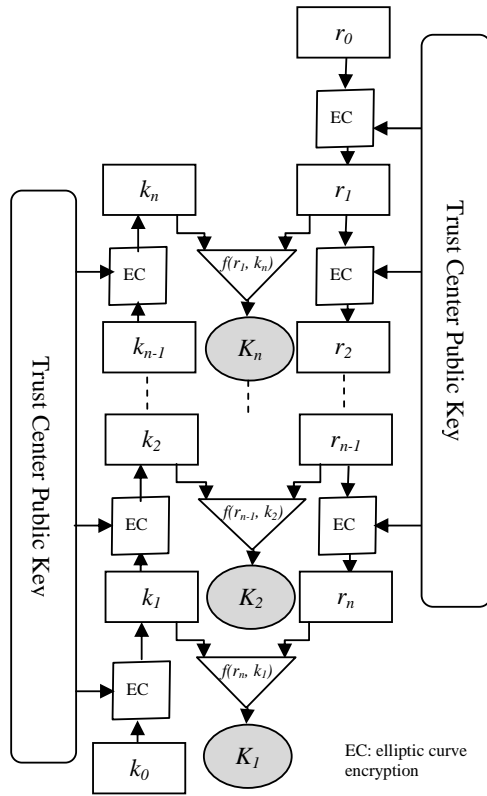 r0
EC
kn
r1
f(r1, kn)
EC
EC
kn-1
Kn
r2
Trust Center Public Key
Trust Center Public Key
k2
rn-1
f(rn-1, k2)
EC
EC
k1
K2
rn
f(rn, k1)
EC
k0
K1
EC: elliptic curve
encryption